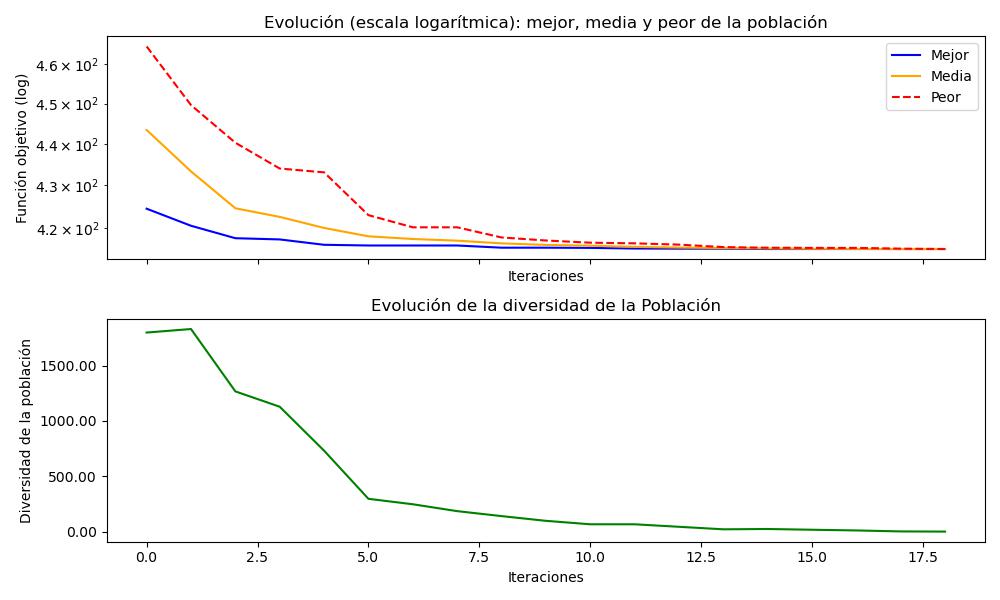 Evolución (escala logarítmica): mejor, media y peor de la población
Función objetivo (log)
4.6 × 10²
4.5 × 10²
4.4 × 10²
4.3 × 10²
4.2 × 10²
Mejor
Media
Peor
Iteraciones
Evolución de la diversidad de la Población
Diversidad de la población
1500.00
1000.00
500.00
0.00
0.0 2.5 5.0 7.5 10.0 12.5 15.0 17.5
Iteraciones